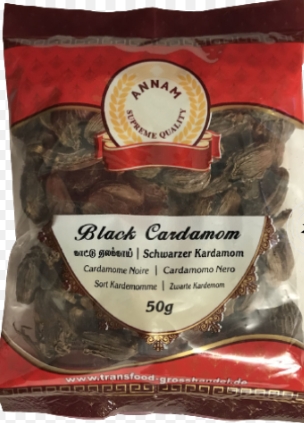 ANNAM
SUPREME QUALITY
Black Cardamom
காட்டு ஏலக்காய் | Schwarzer Kardamom
Cardamome Noire | Cardamomo Nero
Sort Kardemomme | Zwarte Kardemom
50g
www.transfood-grosshandel.de